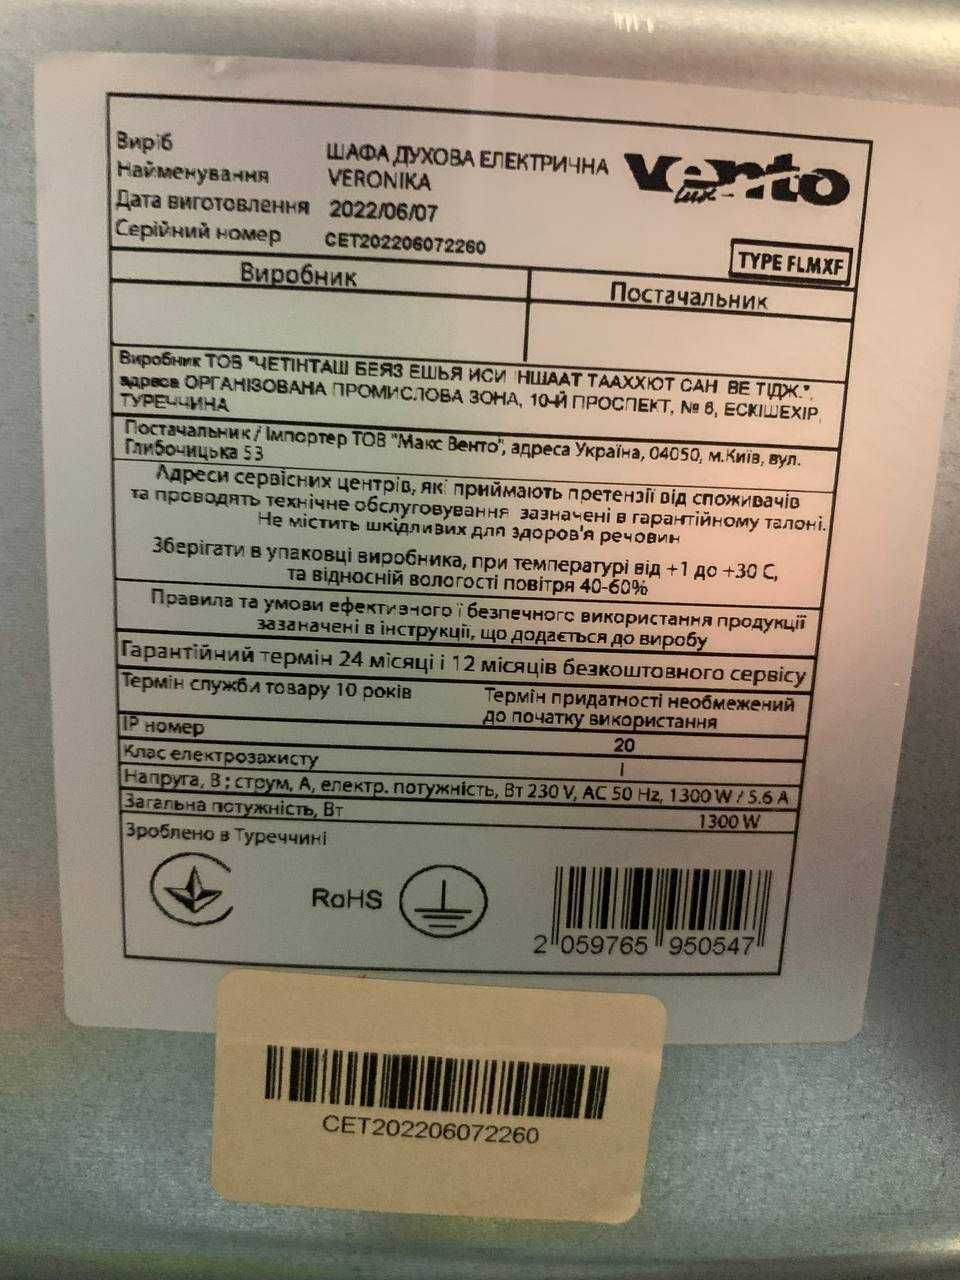 Виріб ШАФА ДУХОВА ЕЛЕКТРИЧНА
Найменування VERONIKA
Дата виготовлення 2022/06/07
Серійний номер CET202206072260
vento
lux
TYPE FLMXF
Виробник Постачальник
Виробник ТОВ "ЧЕТІНТАШ БЕЯЗ ЕШЬЯ ИСИ НШААТ ТААХХЮТ САН ВЕ ТІДЖ.",
адреса ОРГАНІЗОВАНА ПРОМИСЛОВА ЗОНА, 10-Й ПРОСПЕКТ, № 6, ЕСКІШЕХІР,
ТУРЕЧЧИНА
Постачальник / Імпортер ТОВ "Макс Венто", адреса Україна, 04050, м.Київ, вул.
Глибочицька 53
Адреси сервісних центрів, які приймають претензії від споживачів
та проводять технічне обслуговування зазначені в гарантійному талоні.
Не містить шкідливих для здоров'я речовин
Зберігати в упаковці виробника, при температурі від +1 до +30 С,
та відносній вологості повітря 40-60%
Правила та умови ефективного і безпечного використання продукції
зазаначені в інструкції, що додається до виробу
Гарантійний термін 24 місяці і 12 місяців безкоштовного сервісу
Термін служби товару 10 років Термін придатності необмежений
до початку використання
IP номер 20
Клас електрозахисту I
Напруга, В ; струм, А, електр. потужність, Вт 230 V, AC 50 Hz, 1300 W / 5.6 A
Загальна потужність, Вт 1300 W
Зроблено в Туреччині
RoHS
2 059765 950547
CET202206072260